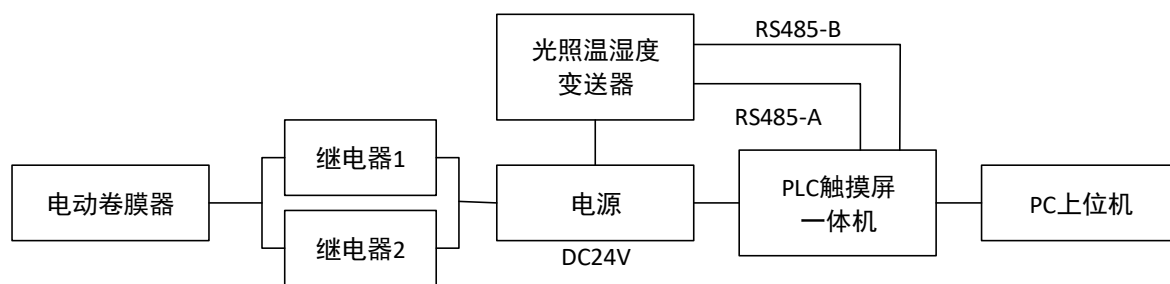 光照温湿度
变送器
RS485-B
RS485-A
继电器1
电动卷膜器
电源
PLC触摸屏
一体机
PC上位机
继电器2
DC24V